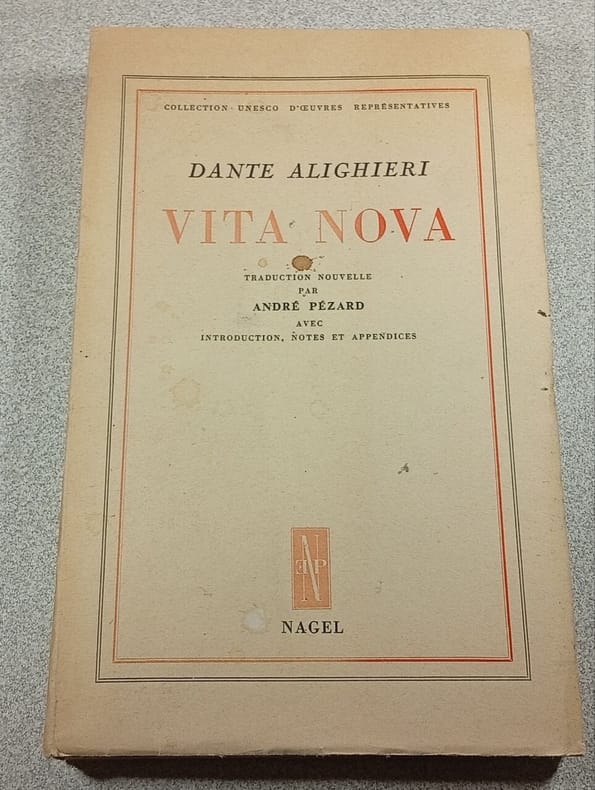 COLLECTION UNESCO D'ŒUVRES REPRÉSENTATIVES
DANTE ALIGHIERI
VITA NOVA
TRADUCTION NOUVELLE
PAR
ANDRÉ PÉZARD
AVEC
INTRODUCTION, NOTES ET APPENDICES
N
EP
NAGEL